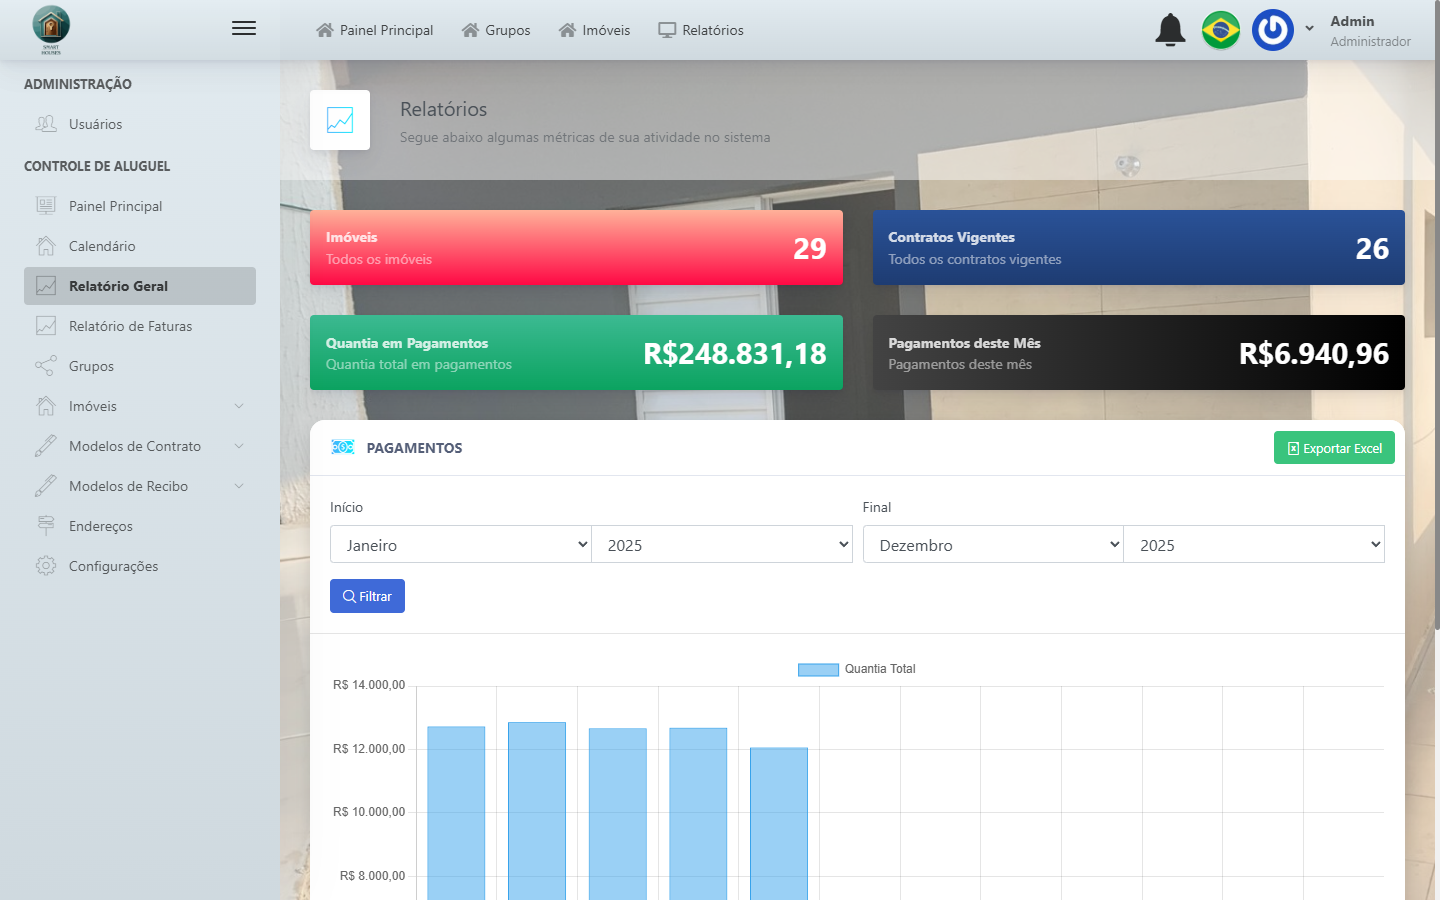 SMART HOUSES
Painel Principal
Grupos
Imóveis
Relatórios
Admin
Administrador
ADMINISTRAÇÃO
Usuários
CONTROLE DE ALUGUEL
Painel Principal
Calendário
Relatório Geral
Relatório de Faturas
Grupos
Imóveis
Modelos de Contrato
Modelos de Recibo
Endereços
Configurações
Relatórios
Segue abaixo algumas métricas de sua atividade no sistema
Imóveis
Todos os imóveis
29
Contratos Vigentes
Todos os contratos vigentes
26
Quantia em Pagamentos
Quantia total em pagamentos
R$248.831,18
Pagamentos deste Mês
Pagamentos deste mês
R$6.940,96
PAGAMENTOS
Exportar Excel
Início
Final
Janeiro
2025
Dezembro
2025
Filtrar
Quantia Total
R$ 14.000,00
R$ 12.000,00
R$ 10.000,00
R$ 8.000,00